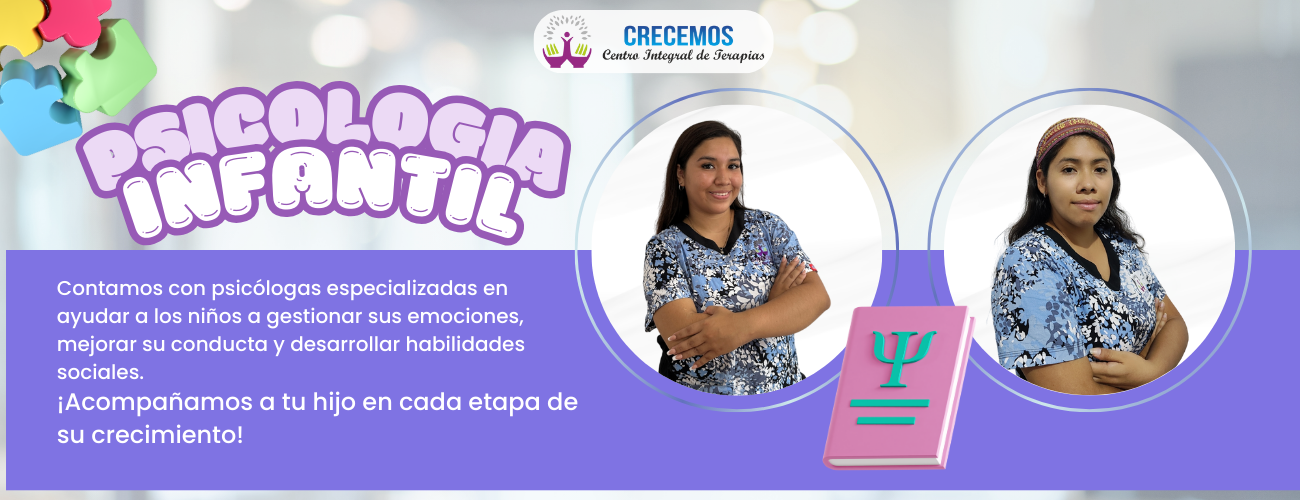 CRECEMOS
Centro Integral de Terapias
PSICOLOGIA
INFANTIL
Contamos con psicólogas especializadas en
ayudar a los niños a gestionar sus emociones,
mejorar su conducta y desarrollar habilidades
sociales.
¡Acompañamos a tu hijo en cada etapa de
su crecimiento!
Ψ